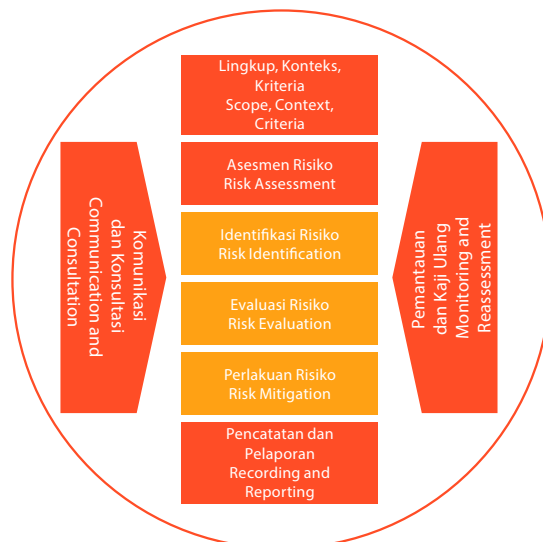 Lingkup, Konteks,
Kriteria
Scope, Context,
Criteria
Asesmen Risiko
Risk Assessment
Identifikasi Risiko
Risk Identification
Evaluasi Risiko
Risk Evaluation
Perlakuan Risiko
Risk Mitigation
Pencatatan dan
Pelaporan
Recording and
Reporting
Komunikasi
dan Konsultasi
Communication and
Consultation
Pemantauan
dan Kaji Ulang
Monitoring and
Reassessment